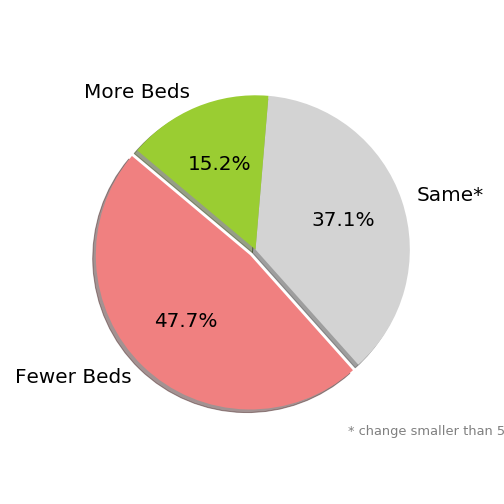 More Beds
15.2%
Same*
37.1%
47.7%
Fewer Beds
* change smaller than 5